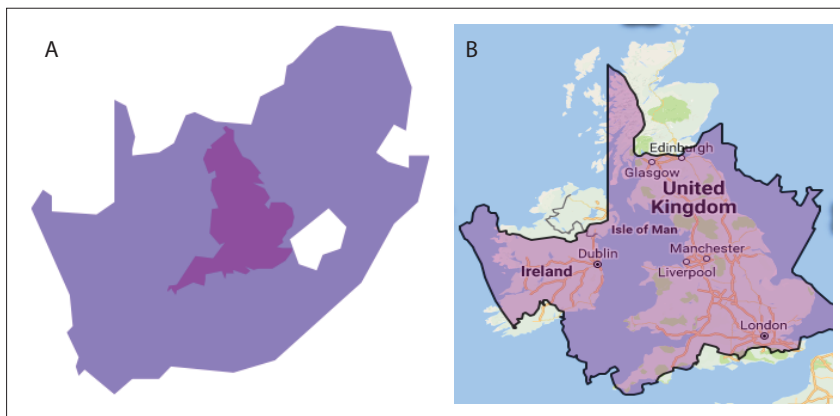 A
B
Edinburgh
Glasgow
United
Kingdom
Isle of Man
Dublin
Manchester
Ireland
Liverpool
London